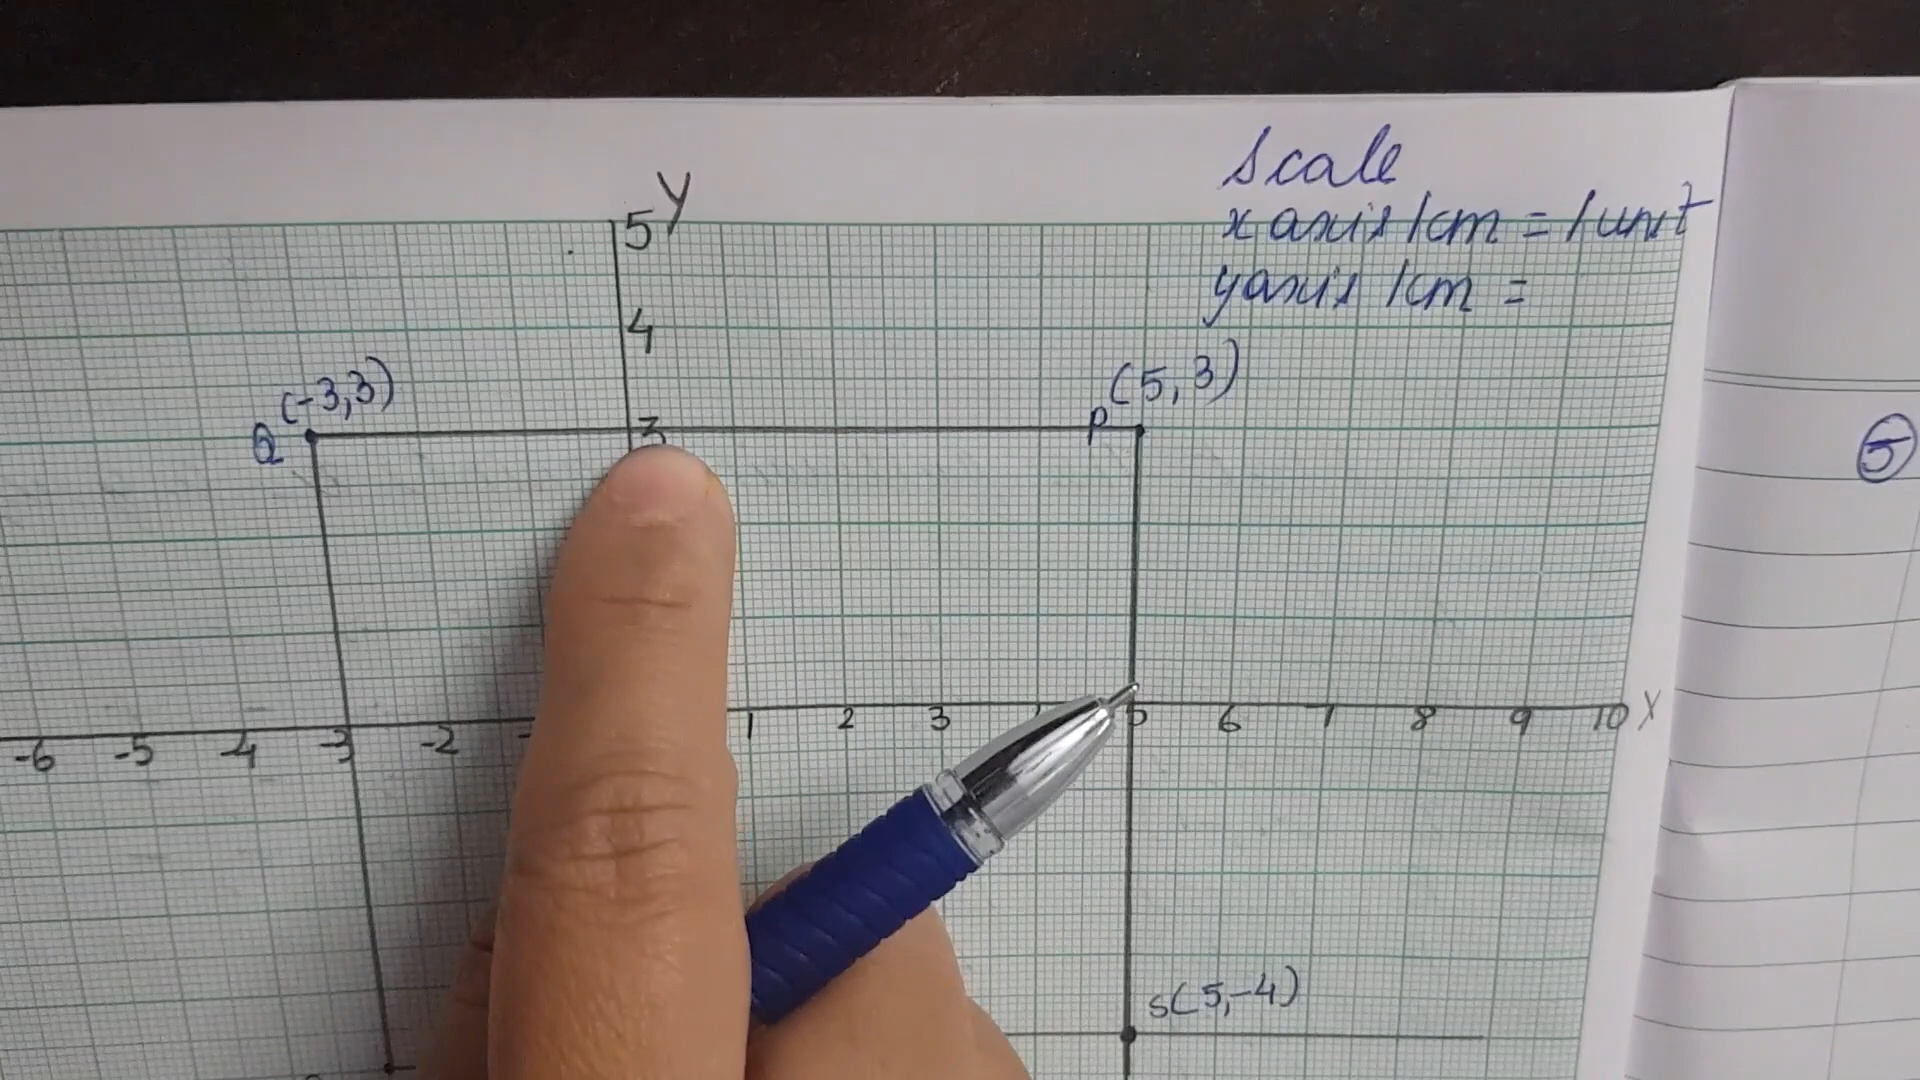 Scale
x axis 1cm = 1 unit
y axis 1cm =
Y
5
4
(-3,3)
(5, 3)
Q
3
P
5
-6 -5 -4 -3 -2 1 2 3 5 6 7 8 9 10 X
S(5,-4)